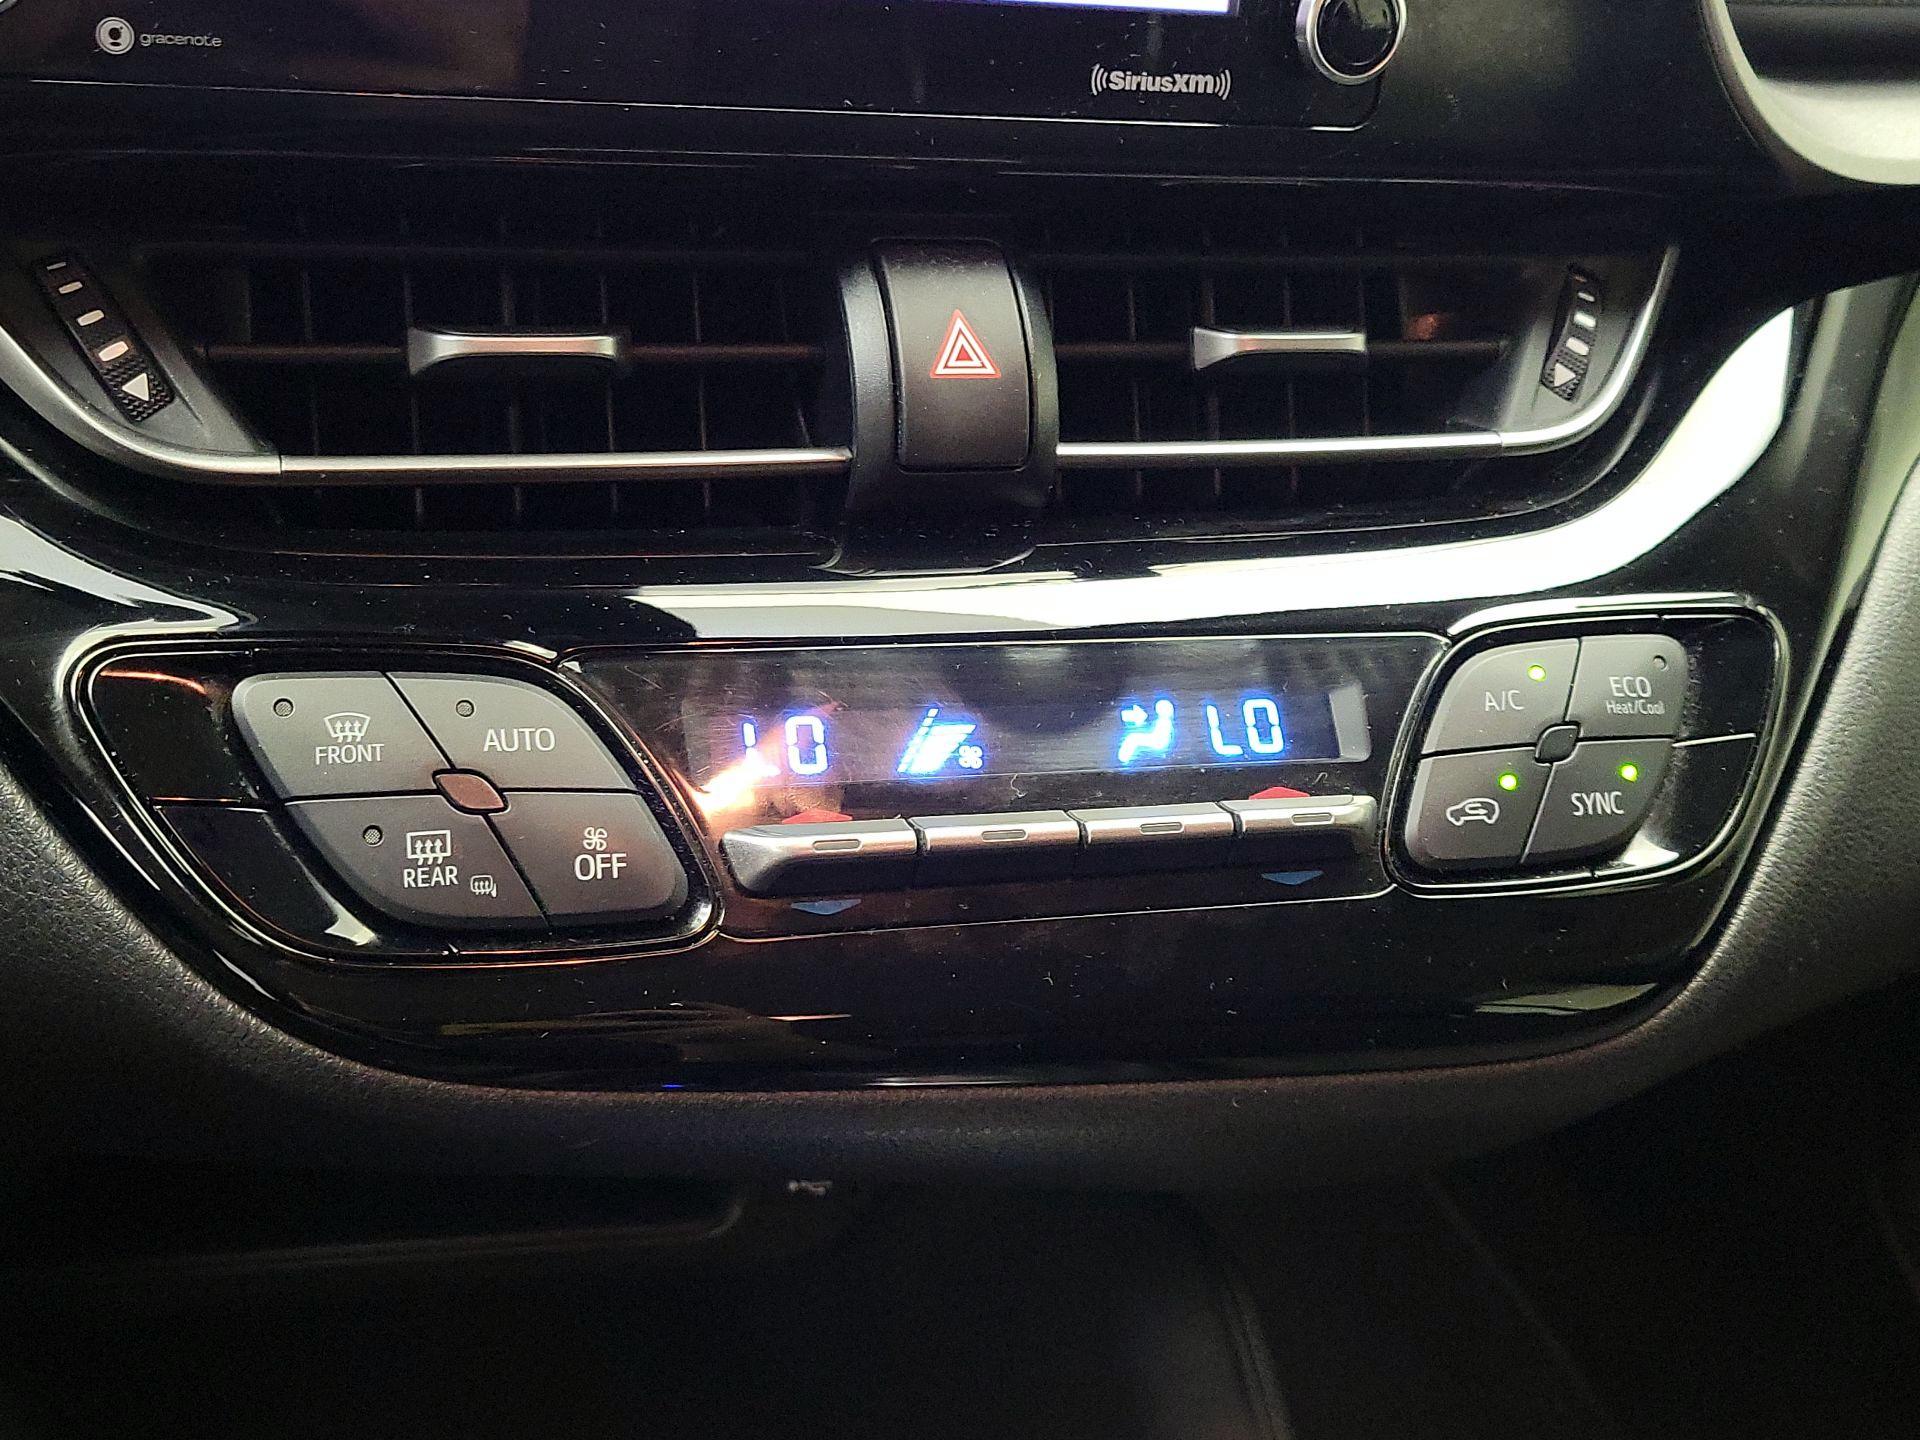 gracenote
SiriusXM
FRONT
AUTO
REAR
OFF
LO
LO
A/C
ECO
Heat/Cool
SYNC